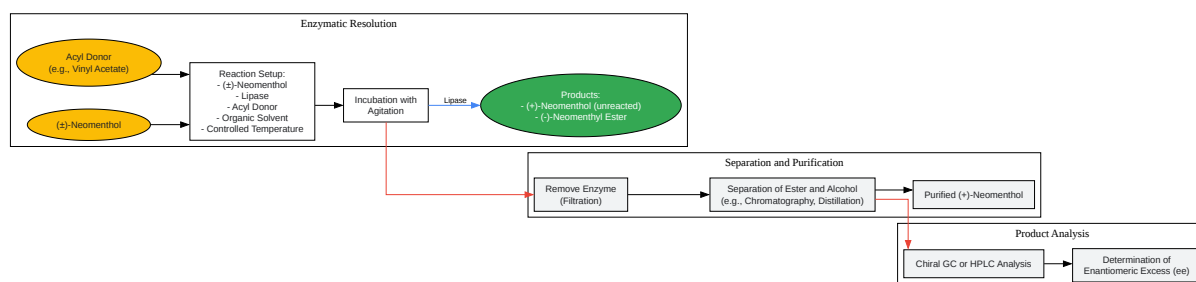 Enzymatic Resolution
Acyl Donor
(e.g., Vinyl Acetate)
(±)-Neomenthol
Reaction Setup:
- (±)-Neomenthol
- Lipase
- Acyl Donor
- Organic Solvent
- Controlled Temperature
Incubation with
Agitation
Lipase
Products:
- (+)-Neomenthol (unreacted)
- (-)-Neomenthyl Ester
Separation and Purification
Remove Enzyme
(Filtration)
Separation of Ester and Alcohol
(e.g., Chromatography, Distillation)
Purified (+)-Neomenthol
Product Analysis
Chiral GC or HPLC Analysis
Determination of
Enantiomeric Excess (ee)